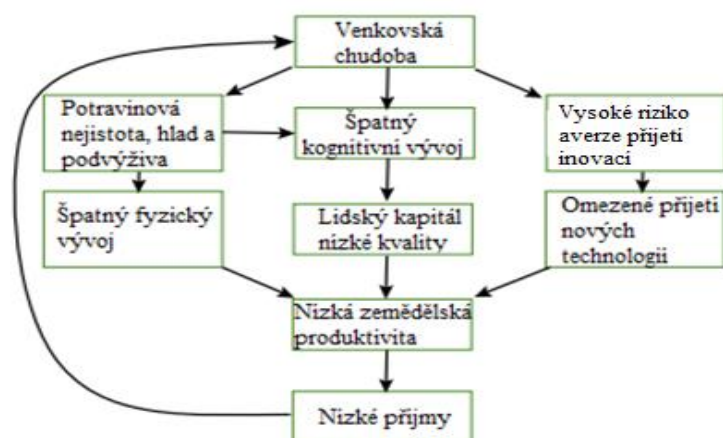 Venkovská
chudoba
Potravinová
nejistota, hlad a
podvýživa
Špatný
kognitivní vývoj
Vysoké riziko
averze přijetí
inovací
Špatný fyzický
vývoj
Lidský kapitál
nízké kvality
Omezené přijetí
nových
technologií
Nízká zemědělská
produktivita
Nízké příjmy